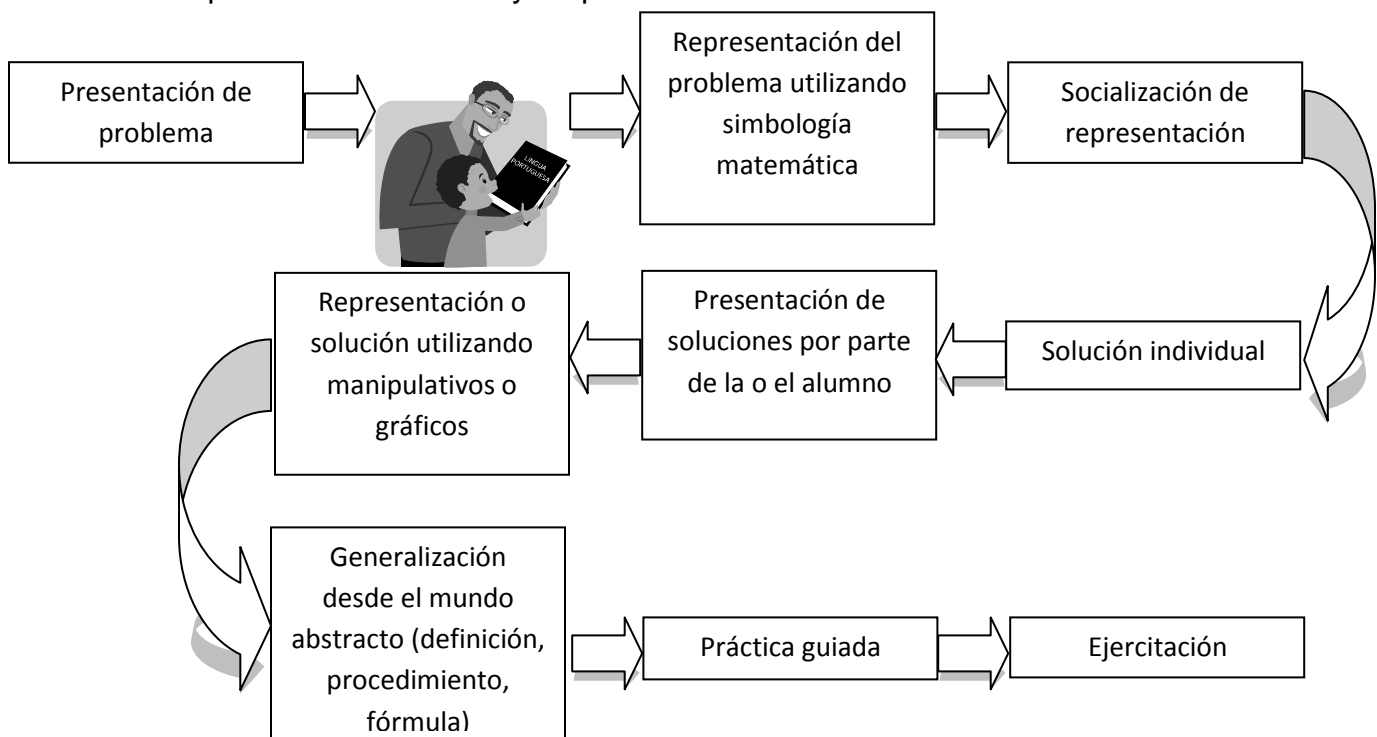 Presentación de
problema
LINGUA
PORTUGUESA
Representación del
problema utilizando
simbología
matemática
Socialización de
representación
Solución individual
Presentación de
soluciones por parte
de la o el alumno
Representación o
solución utilizando
manipulativos o
gráficos
Generalización
desde el mundo
abstracto (definición,
procedimiento,
fórmula)
Práctica guiada
Ejercitación